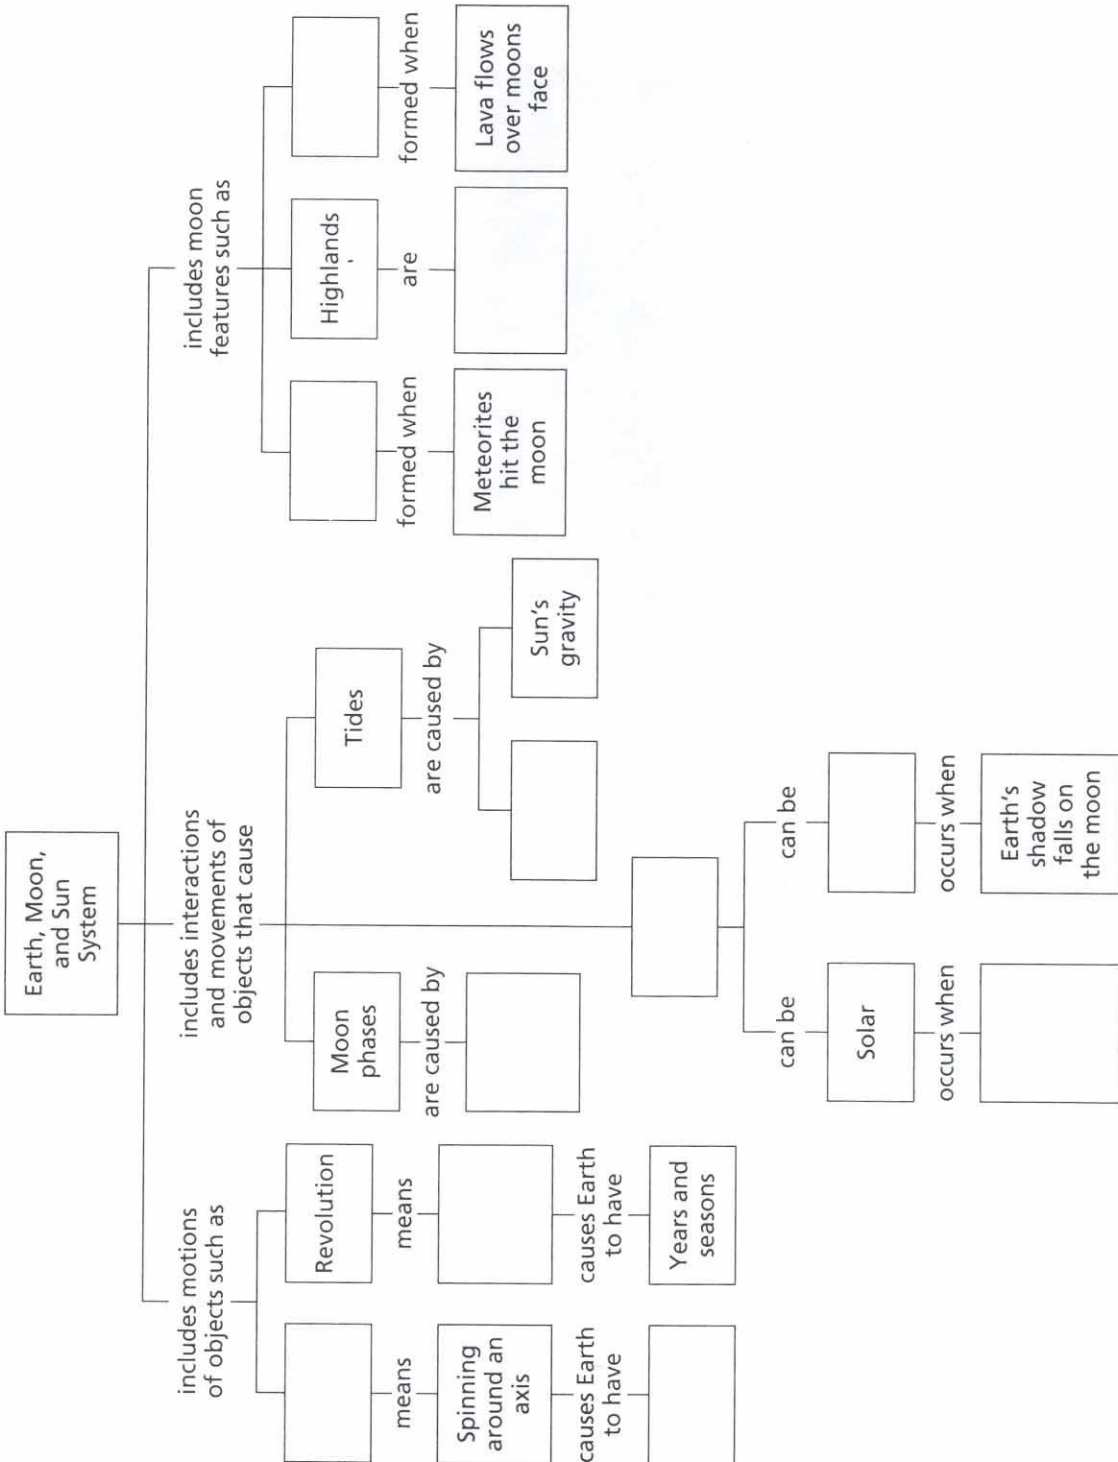 Earth, Moon,
and Sun
System
includes motions
of objects such as
means
Spinning
around an
axis
causes Earth
to have
Revolution
means
causes Earth
to have
Years and
seasons
includes interactions
and movements of
objects that cause
Moon
phases
are caused by
Tides
are caused by
Sun's
gravity
can be
Solar
occurs when
can be
occurs when
Earth's
shadow
falls on
the moon
includes moon
features such as
formed when
Meteorites
hit the
moon
Highlands
are
formed when
Lava flows
over moons
face